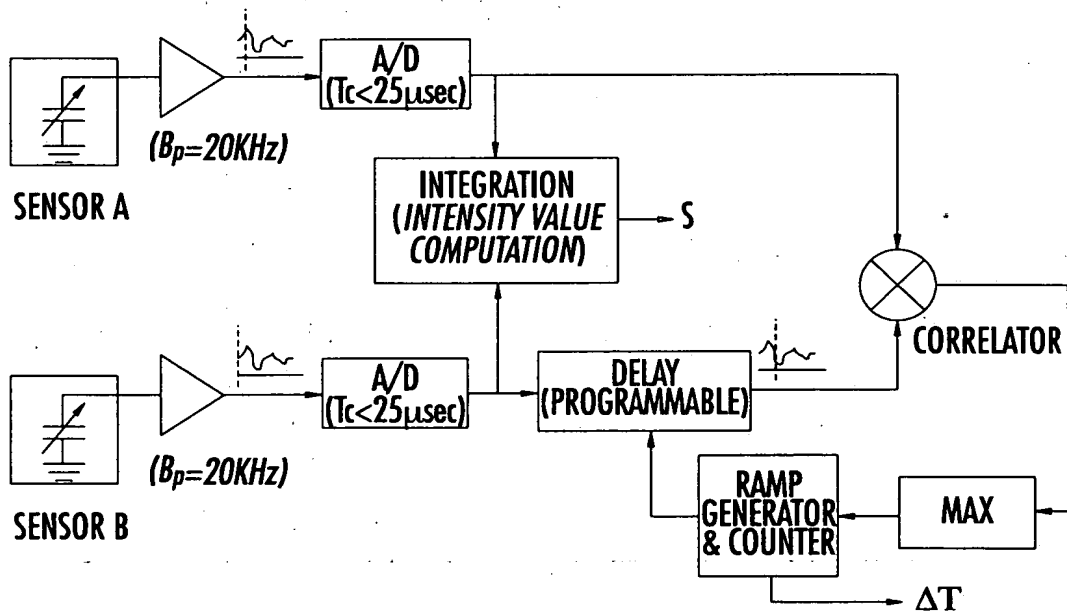 A/D
(Tc<25μsec)
(Bp=20KHz)
SENSOR A
INTEGRATION
(INTENSITY VALUE
COMPUTATION)
S
CORRELATOR
A/D
(Tc<25μsec)
DELAY
(PROGRAMMABLE)
(Bp=20KHz)
SENSOR B
RAMP
GENERATOR
& COUNTER
MAX
ΔT